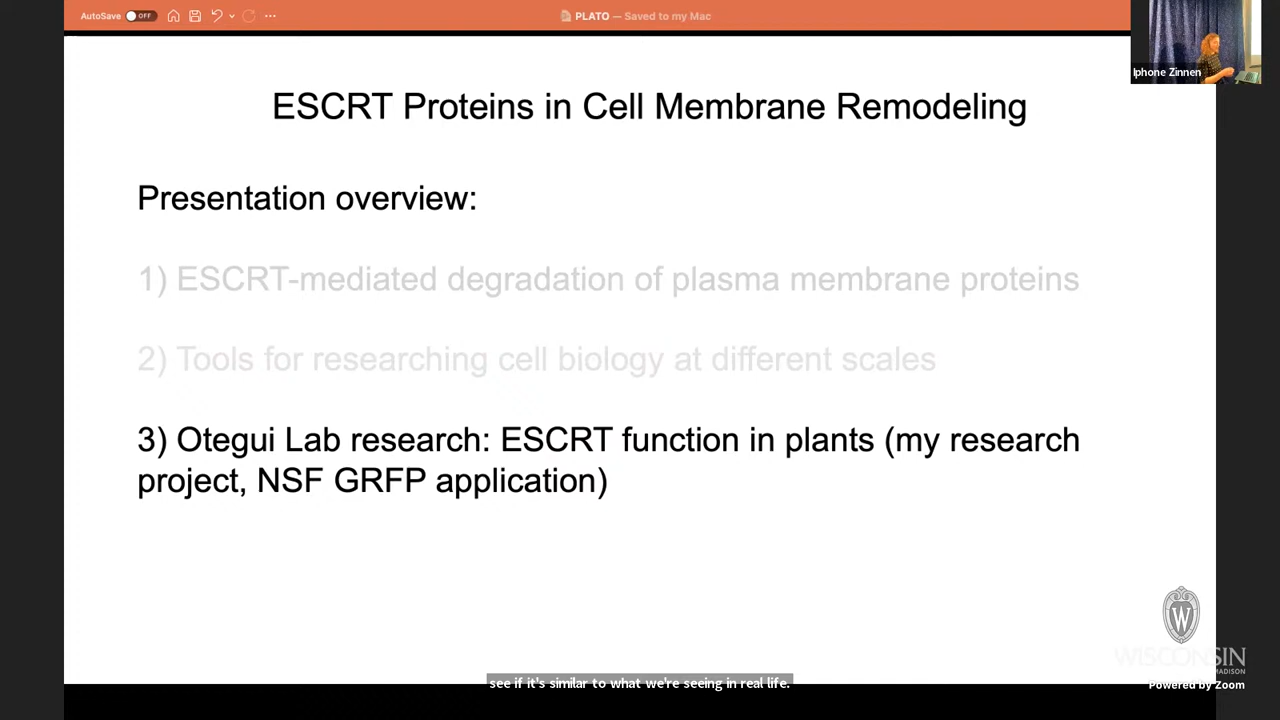 AutoSave OFF
PLATO — Saved to my Mac
Iphone Zinnen
ESCRT Proteins in Cell Membrane Remodeling
Presentation overview:
1) ESCRT-mediated degradation of plasma membrane proteins
2) Tools for researching cell biology at different scales
3) Otegui Lab research: ESCRT function in plants (my research
project, NSF GRFP application)
W
WISCONSIN
MADISON
see if it's similar to what we're seeing in real life.
Powered by Zoom